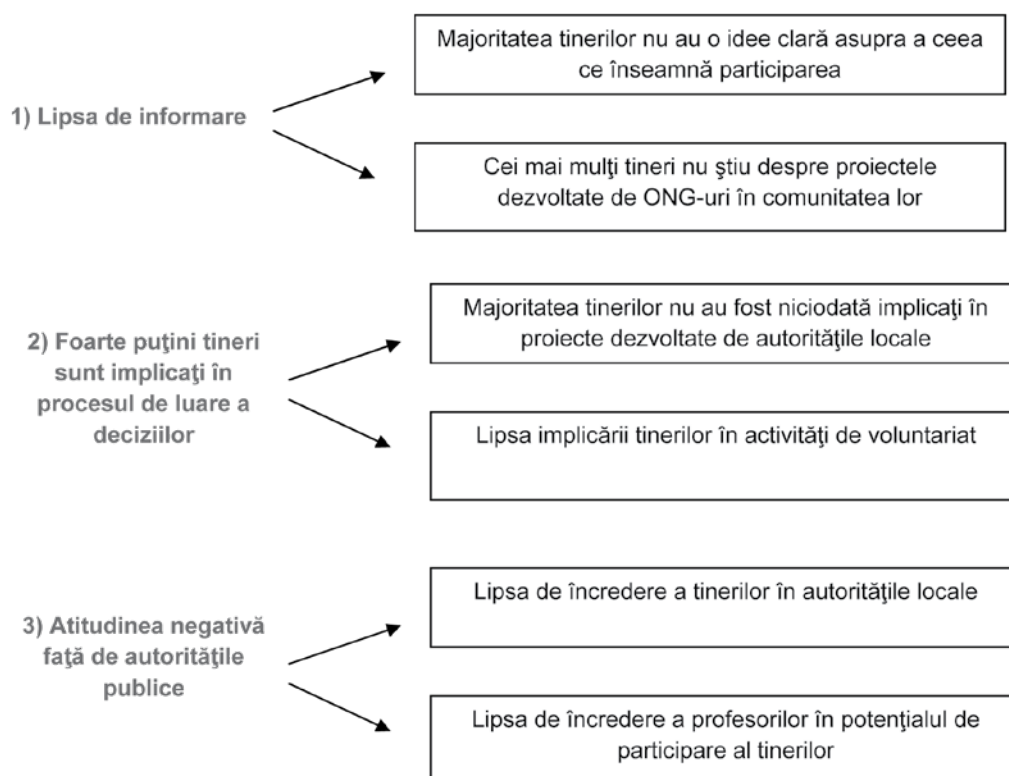 1) Lipsa de informare
Majoritatea tinerilor nu au o idee clară asupra a ceea
ce înseamnă participarea
Cei mai mulţi tineri nu ştiu despre proiectele
dezvoltate de ONG-uri în comunitatea lor
2) Foarte puţini tineri
sunt implicaţi în
procesul de luare a
deciziilor
Majoritatea tinerilor nu au fost niciodată implicaţi în
proiecte dezvoltate de autorităţile locale
Lipsa implicării tinerilor în activităţi de voluntariat
3) Atitudinea negativă
faţă de autorităţile
publice
Lipsa de încredere a tinerilor în autorităţile locale
Lipsa de încredere a profesorilor în potenţialul de
participare al tinerilor